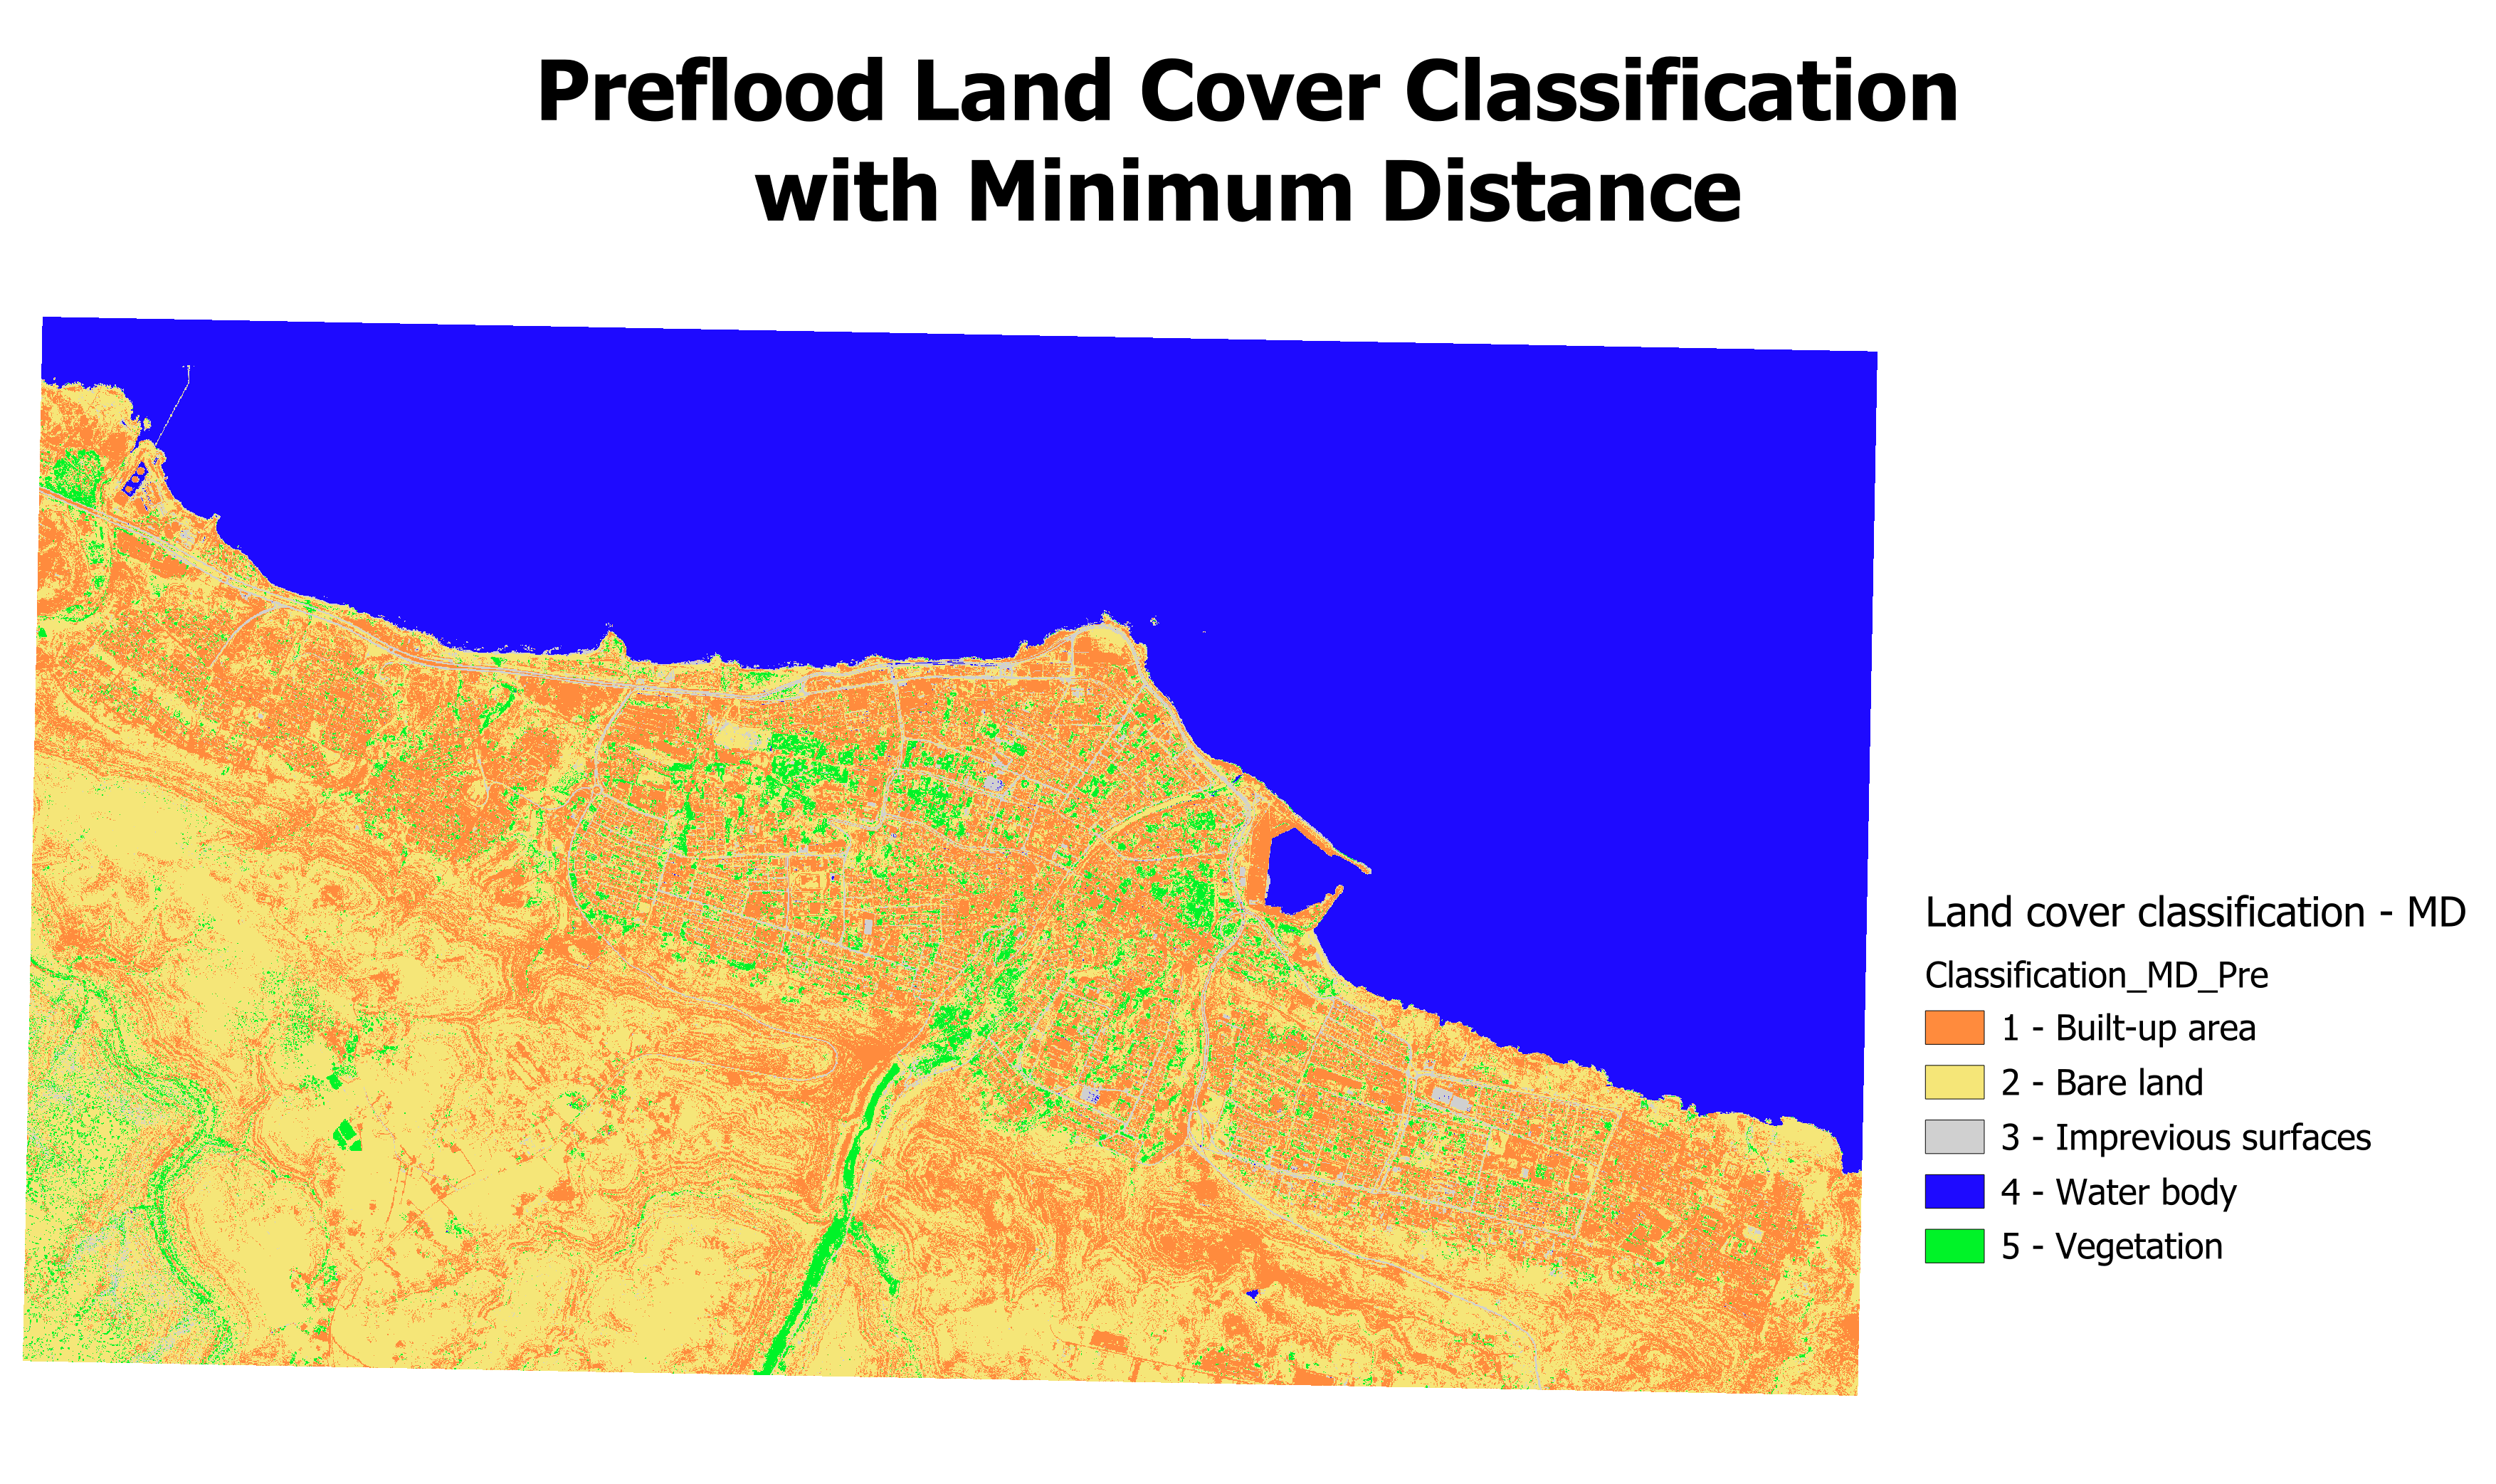 Preflood Land Cover Classification
with Minimum Distance
Land cover classification - MD
Classification_MD_Pre
1 - Built-up area
2 - Bare land
3 - Imprevious surfaces
4 - Water body
5 - Vegetation